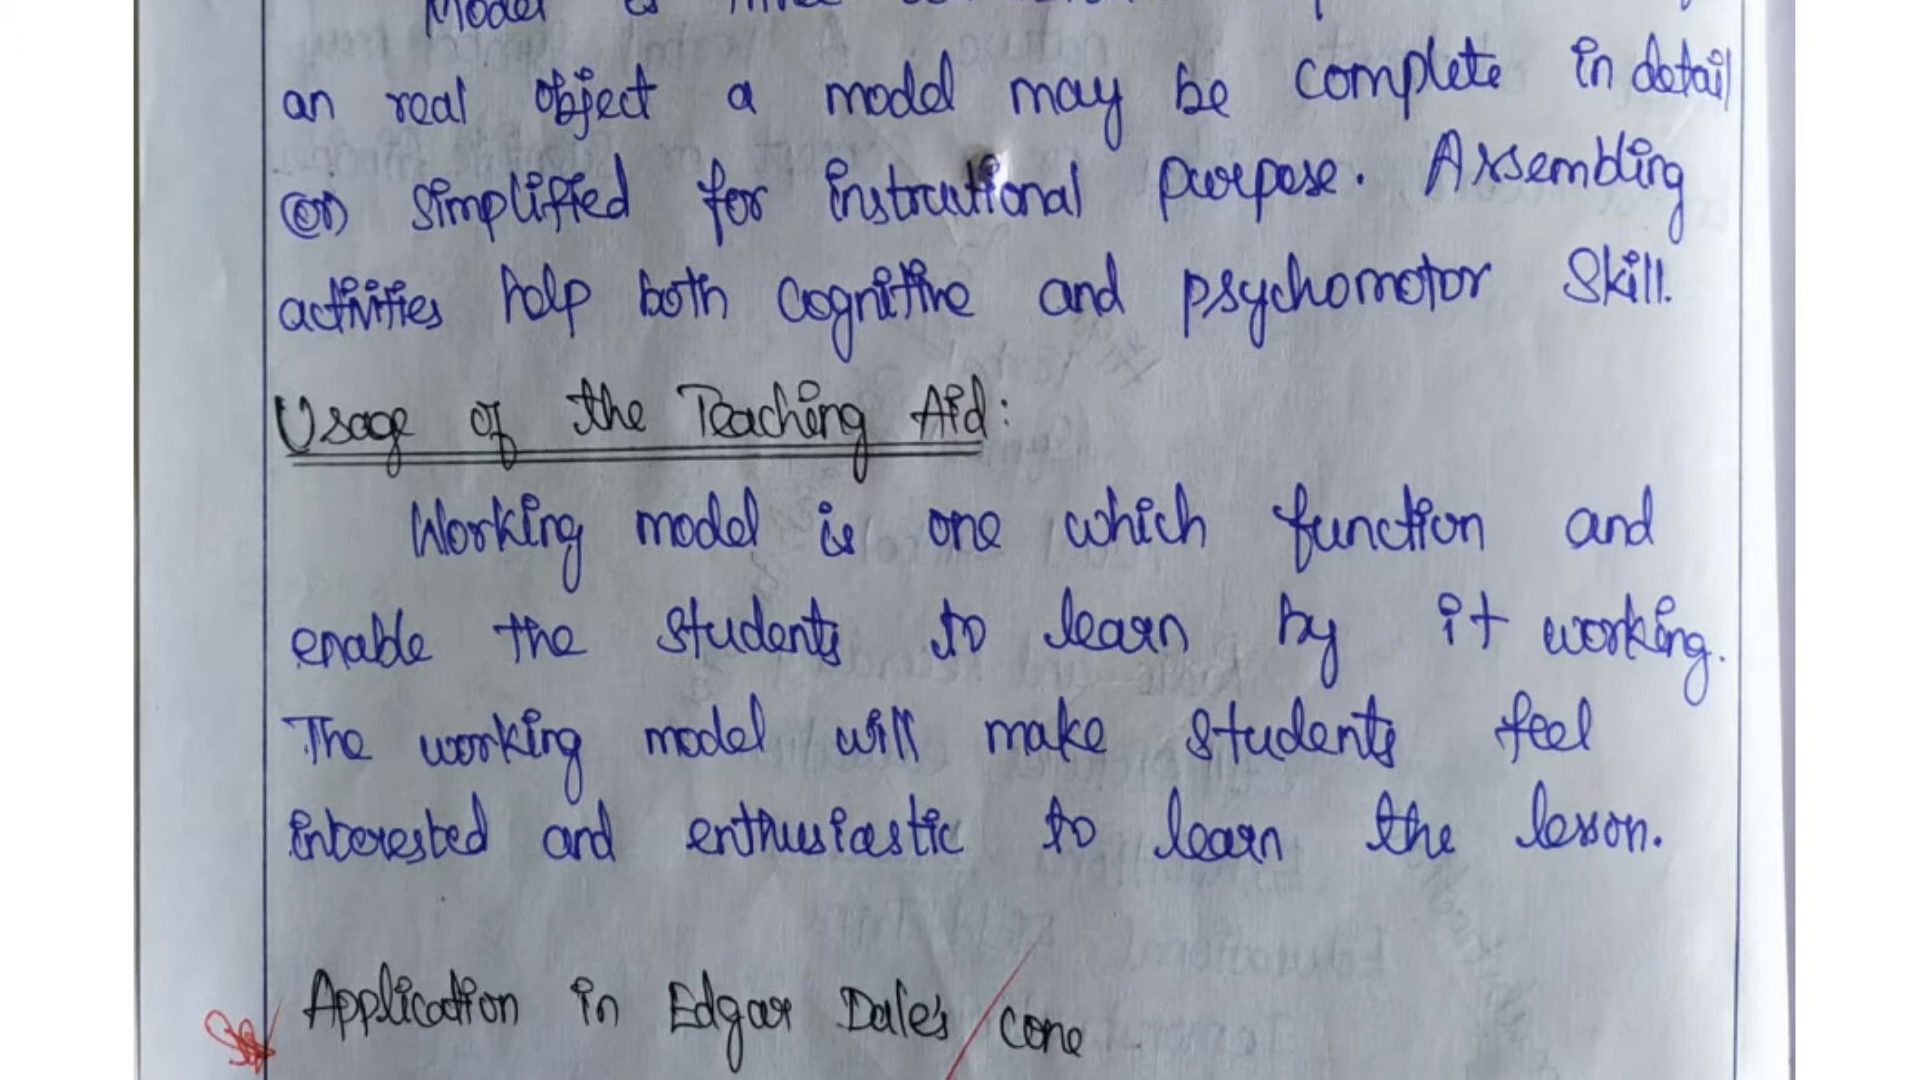 Model is
an real object a model may be complete in detail
(or) simplified for instructional purpose. Assembling
activities help both cognitive and psychomotor skill.
Usage of the Teaching Aid:
Working model is one which function and
enable the students to learn by it working.
The working model will make students feel
interested and enthusiastic to learn the lesson.
Application in Edgar Dale's cone